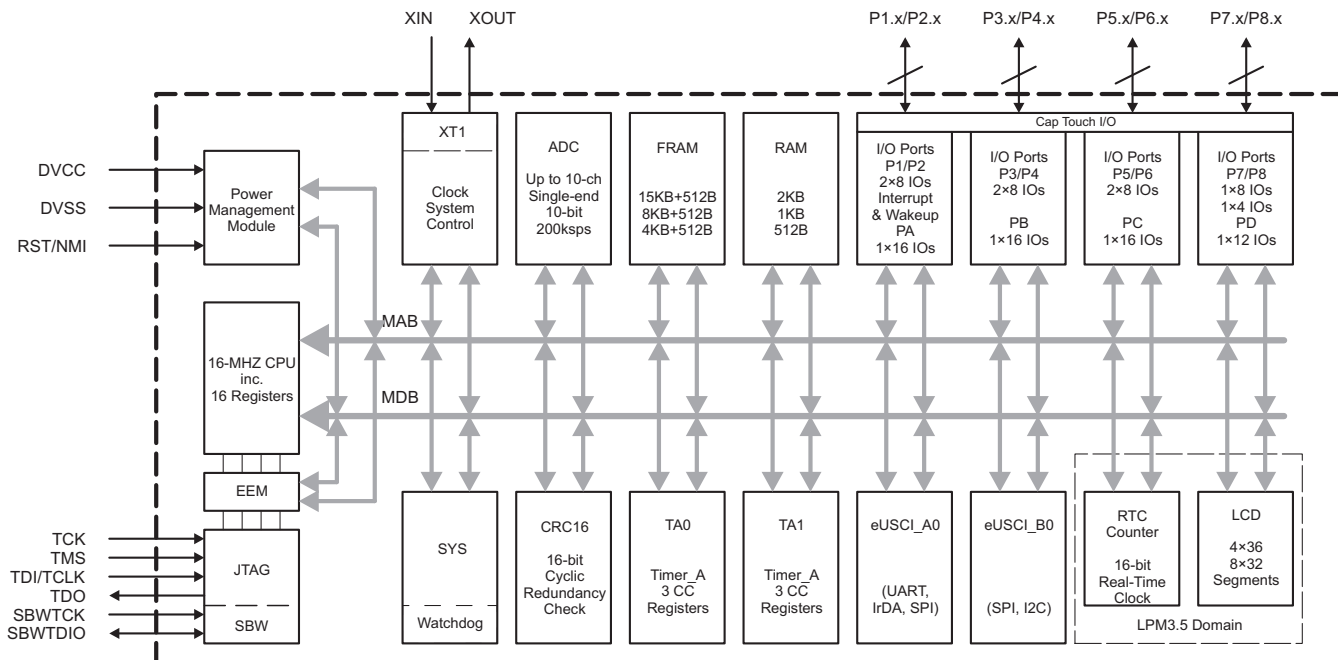 XIN
XOUT
P1.x/P2.x
P3.x/P4.x
P5.x/P6.x
P7.x/P8.x
DVCC
DVSS
RST/NMI
Power
Management
Module
XT1
Clock
System
Control
ADC
Up to 10-ch
Single-end
10-bit
200ksps
FRAM
15KB+512B
8KB+512B
4KB+512B
RAM
2KB
1KB
512B
Cap Touch I/O
I/O Ports
P1/P2
2×8 IOs
Interrupt
& Wakeup
PA
1×16 IOs
I/O Ports
P3/P4
2×8 IOs
PB
1×16 IOs
I/O Ports
P5/P6
2×8 IOs
PC
1×16 IOs
I/O Ports
P7/P8
1×8 IOs
1×4 IOs
PD
1×12 IOs
MAB
MDB
16-MHZ CPU
inc.
16 Registers
EEM
TCK
TMS
TDI/TCLK
TDO
SBWTCK
SBWTDIO
JTAG
SBW
SYS
Watchdog
CRC16
16-bit
Cyclic
Redundancy
Check
TA0
Timer_A
3 CC
Registers
TA1
Timer_A
3 CC
Registers
eUSCI_A0
(UART,
IrDA, SPI)
eUSCI_B0
(SPI, I2C)
RTC
Counter
16-bit
Real-Time
Clock
LCD
4×36
8×32
Segments
LPM3.5 Domain